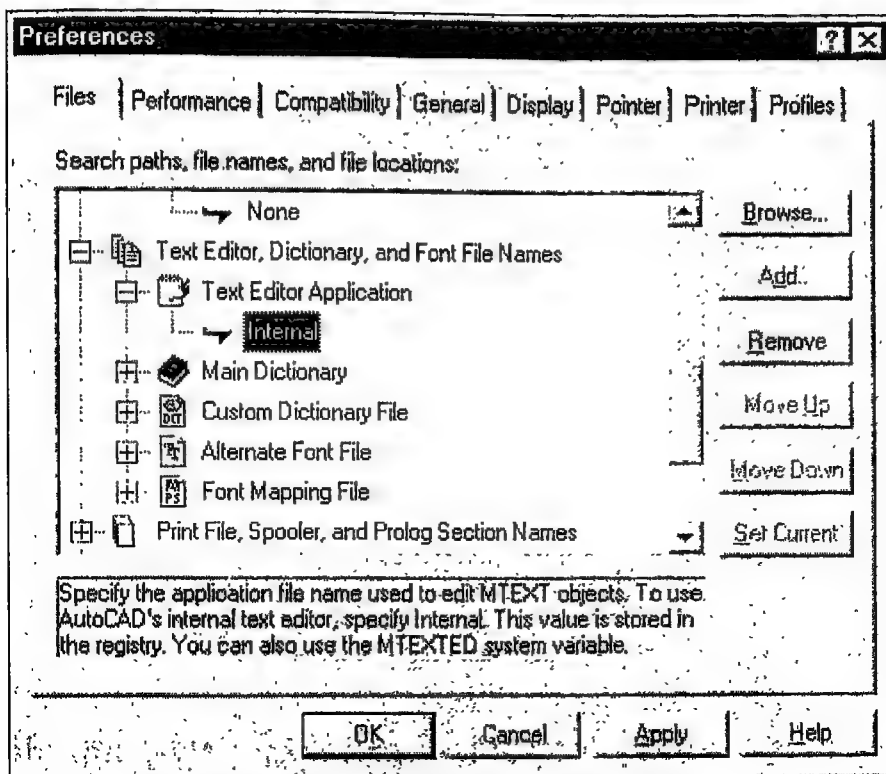 Preferences
Files Performance Compatibility General Display Pointer Printer Profiles
Search paths, file names, and file locations:
None
Browse...
Text Editor, Dictionary, and Font File Names
Add..
Text Editor Application
Internal
Remove
Main Dictionary
Custom Dictionary File
Move Up
Alternate Font File
Move Down
Font Mapping File
Print File, Spooler, and Prolog Section Names
Set Current
Specify the application file name used to edit MTEXT objects. To use
AutoCAD's internal text editor, specify Internal. This value is stored in
the registry. You can also use the MTEXTED system variable.
OK Cancel Apply Help